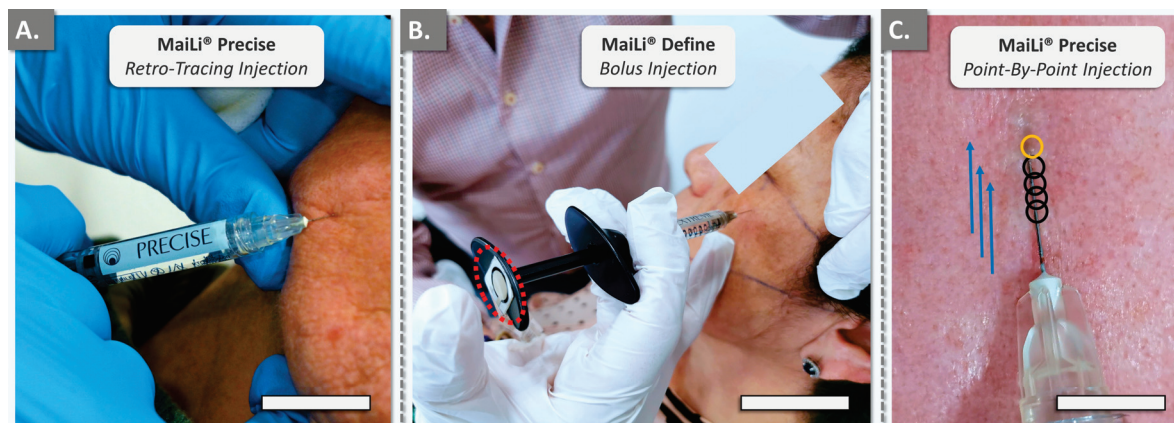 A.
MaiLi® Precise
Retro-Tracing Injection
PRECISE
B.
MaiLi® Define
Bolus Injection
C.
MaiLi® Precise
Point-By-Point Injection